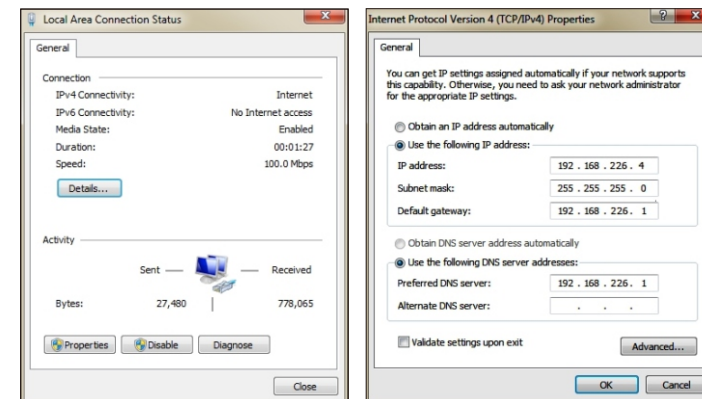 Local Area Connection Status
General
Connection
IPv4 Connectivity: Internet
IPv6 Connectivity: No Internet access
Media State: Enabled
Duration: 00:01:27
Speed: 100.0 Mbps
Details...
Activity
Sent Received
Bytes: 27,480 778,065
Properties Disable Diagnose
Close
Internet Protocol Version 4 (TCP/IPv4) Properties
General
You can get IP settings assigned automatically if your network supports
this capability. Otherwise, you need to ask your network administrator
for the appropriate IP settings.
Obtain an IP address automatically
Use the following IP address:
IP address: 192 . 168 . 226 . 4
Subnet mask: 255 . 255 . 255 . 0
Default gateway: 192 . 168 . 226 . 1
Obtain DNS server address automatically
Use the following DNS server addresses:
Preferred DNS server: 192 . 168 . 226 . 1
Alternate DNS server: . . .
Validate settings upon exit
Advanced...
OK Cancel